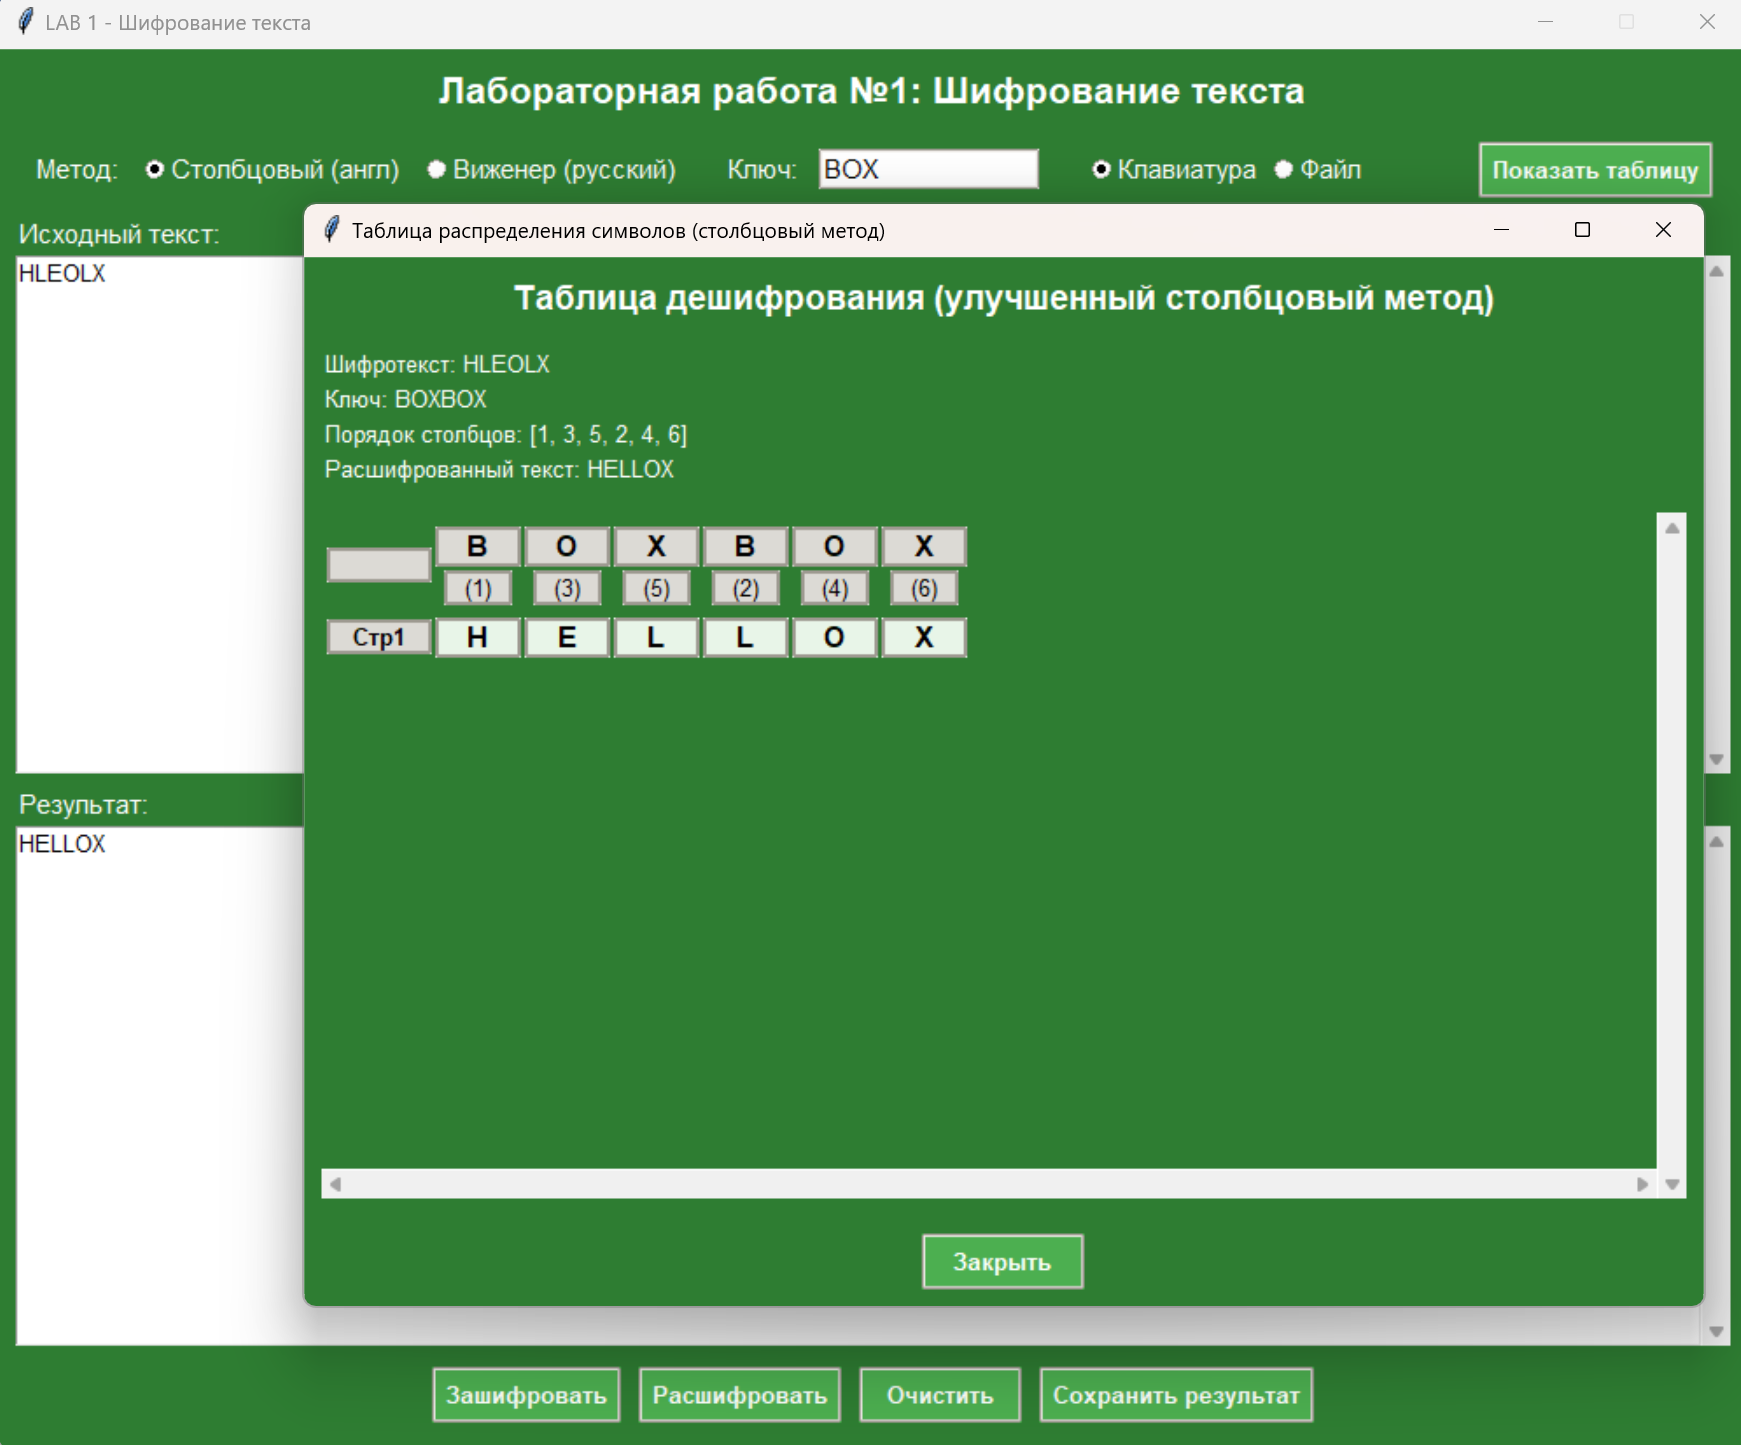 LAB 1 - Шифрование текста
Лабораторная работа №1: Шифрование текста
Метод: Столбцовый (англ) Виженер (русский) Ключ: BOX Клавиатура Файл Показать таблицу
Исходный текст:
HLEOLX
Таблица распределения символов (столбцовый метод)
Таблица дешифрования (улучшенный столбцовый метод)
Шифротекст: HLEOLX
Ключ: BOXBOX
Порядок столбцов: [1, 3, 5, 2, 4, 6]
Расшифрованный текст: HELLOX
B O X B O X
(1) (3) (5) (2) (4) (6)
Стр1 H E L L O X
Закрыть
Результат:
HELLOX
Зашифровать Расшифровать Очистить Сохранить результат